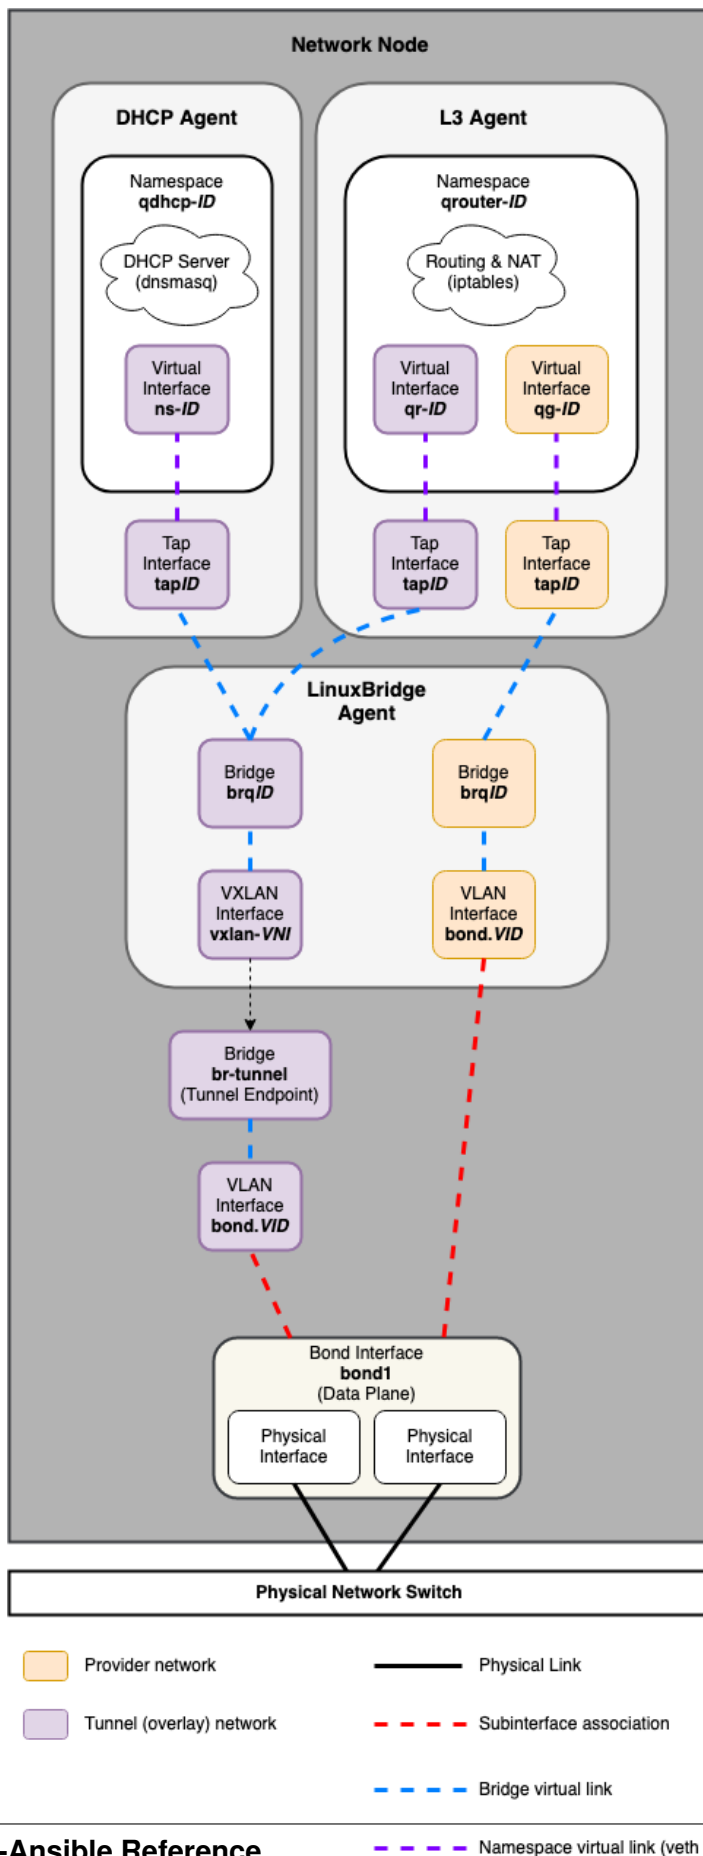 Network Node
DHCP Agent
Namespace
qdhcp-ID
DHCP Server
(dnsmasq)
Virtual
Interface
ns-ID
Tap
Interface
tapID
L3 Agent
Namespace
qrouter-ID
Routing & NAT
(iptables)
Virtual
Interface
qr-ID
Virtual
Interface
qg-ID
Tap
Interface
tapID
Tap
Interface
tapID
LinuxBridge
Agent
Bridge
brqID
Bridge
brqID
VXLAN
Interface
vxlan-VNI
VLAN
Interface
bond.VID
Bridge
br-tunnel
(Tunnel Endpoint)
VLAN
Interface
bond.VID
Bond Interface
bond1
(Data Plane)
Physical
Interface
Physical
Interface
Physical Network Switch
Provider network
Tunnel (overlay) network
Physical Link
Subinterface association
Bridge virtual link
Namespace virtual link (veth
-Ansible Reference